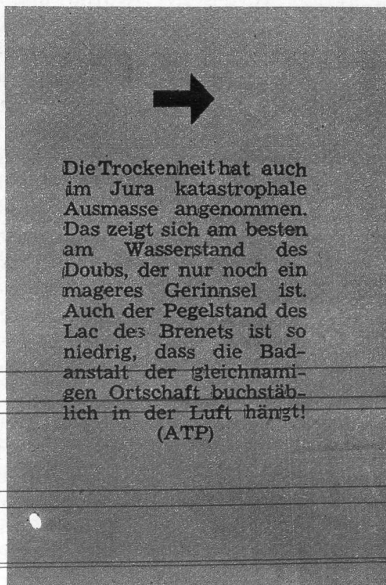 Die Trockenheit hat auch
im Jura katastrophale
Ausmasse angenommen.
Das zeigt sich am besten
am Wasserstand des
Doubs, der nur noch ein
mageres Gerinnsel ist.
Auch der Pegelstand des
Lac des Brenets ist so
niedrig, dass die Bad-
anstalt der gleichnami-
gen Ortschaft buchstäb-
lich in der Luft hängt!
(ATP)